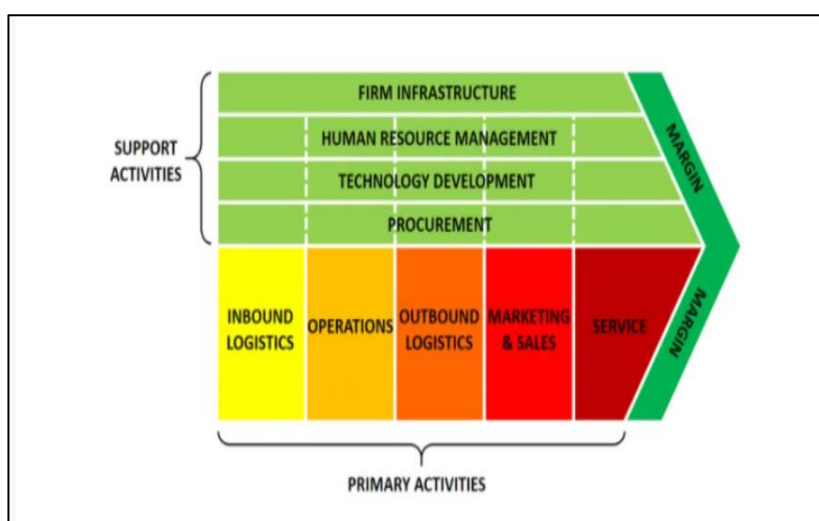 FIRM INFRASTRUCTURE
HUMAN RESOURCE MANAGEMENT
SUPPORT
ACTIVITIES
TECHNOLOGY DEVELOPMENT
PROCUREMENT
MARGIN
INBOUND
LOGISTICS
OPERATIONS
OUTBOUND
LOGISTICS
MARKETING
& SALES
SERVICE
MARGIN
PRIMARY ACTIVITIES